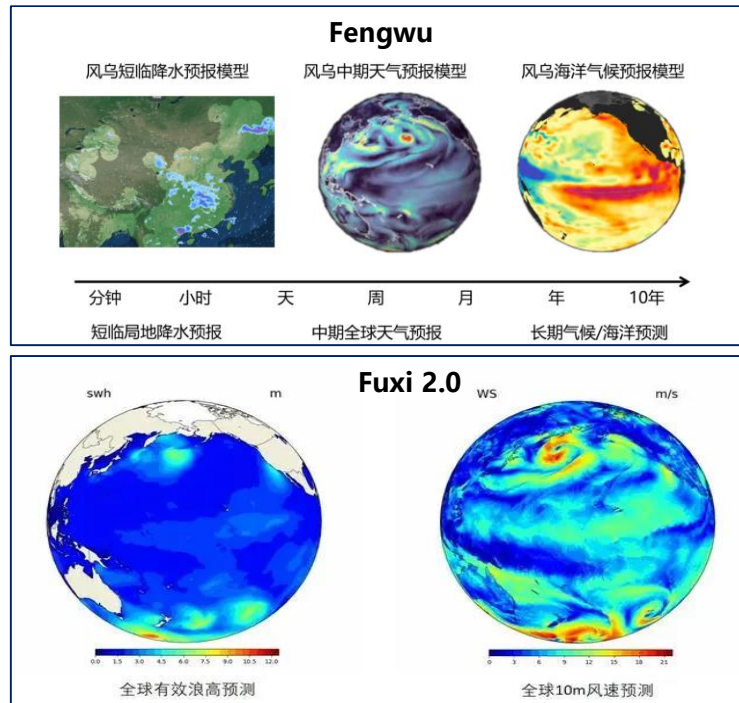 Fengwu
风乌短临降水预报模型 风乌中期天气预报模型 风乌海洋气候预报模型
分钟 小时 天 周 月 年 10年
短临局地降水预报 中期全球天气预报 长期气候/海洋预测
Fuxi 2.0
swh m WS m/s
0.0 1.5 3.0 4.5 6.0 7.5 9.0 10.5 12.0 0 3 6 9 12 15 18 21
全球有效浪高预测 全球10m风速预测